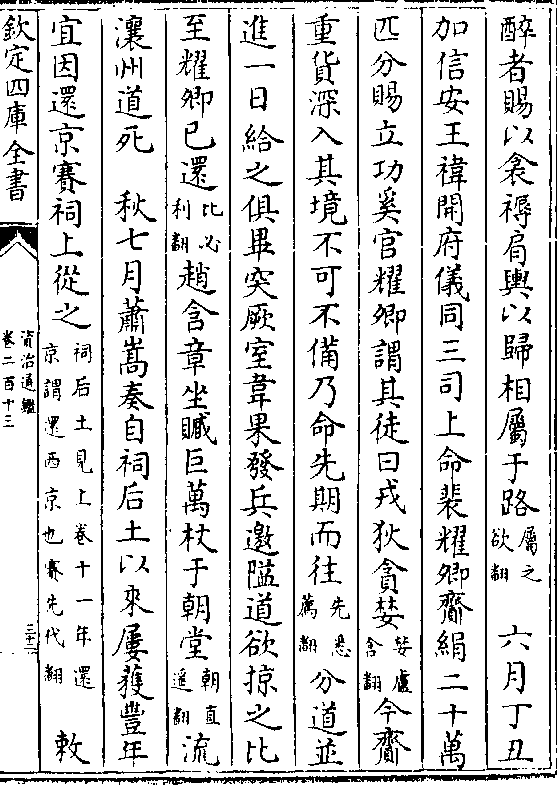 醉者賜以衾褥肩輿以歸相屬于路屬之欲翻　六月丁丑
加信安王禕開府儀同三司上命裴耀卿齎絹二十萬
匹分賜立功奚官耀卿謂其徒曰戎狄貪婪婪盧含翻今齎
重貨深入其境不可不備乃命先期而往先悉薦翻分道並
進一日給之俱畢突厥室韋果發兵邀隘道欲掠之比
至耀卿已還比必利翻趙含章坐贓巨萬杖于朝堂朝直遥翻流
瀼州道死　秋七月蕭嵩奏自祠后土以來屢獲豐年
宜因還京賽祠上從之祠后土見上卷十一年還京謂還西京也賽先代翻　敕
欽定四庫全書
資治通鑑
卷二百十三